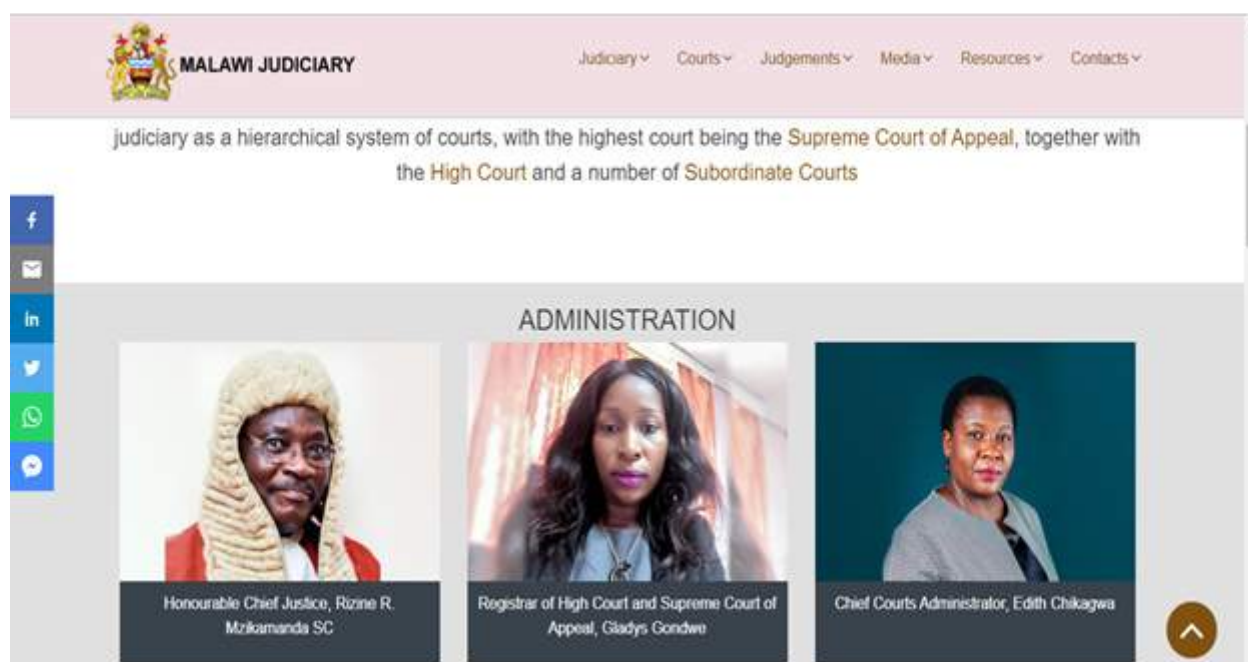 MALAWI JUDICIARY
Judiciary
Courts
Judgements
Media
Resources
Contacts
judiciary as a hierarchical system of courts, with the highest court being the Supreme Court of Appeal, together with
the High Court and a number of Subordinate Courts
f
in
ADMINISTRATION
Honourable Chief Justice, Rizine R.
Mzikamanda SC
Registrar of High Court and Supreme Court of
Appeal, Gladys Gondwe
Chief Courts Administrator, Edith Chikagwa